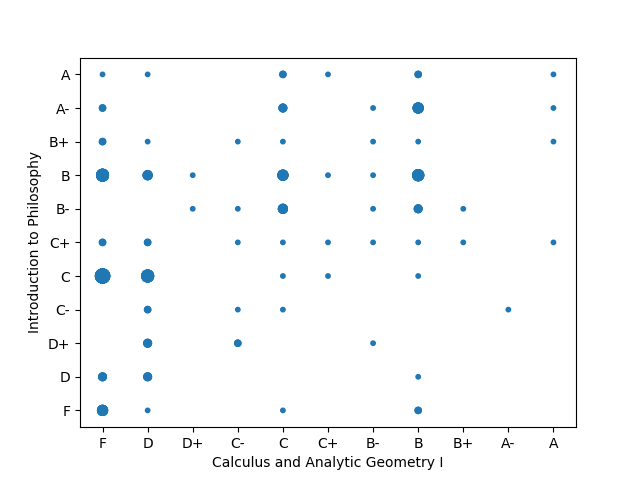 A
A-
B+
B
B-
C+
C
C-
D+
D
F
Introduction to Philosophy
F D D+ C- C C+ B- B B+ A- A
Calculus and Analytic Geometry I